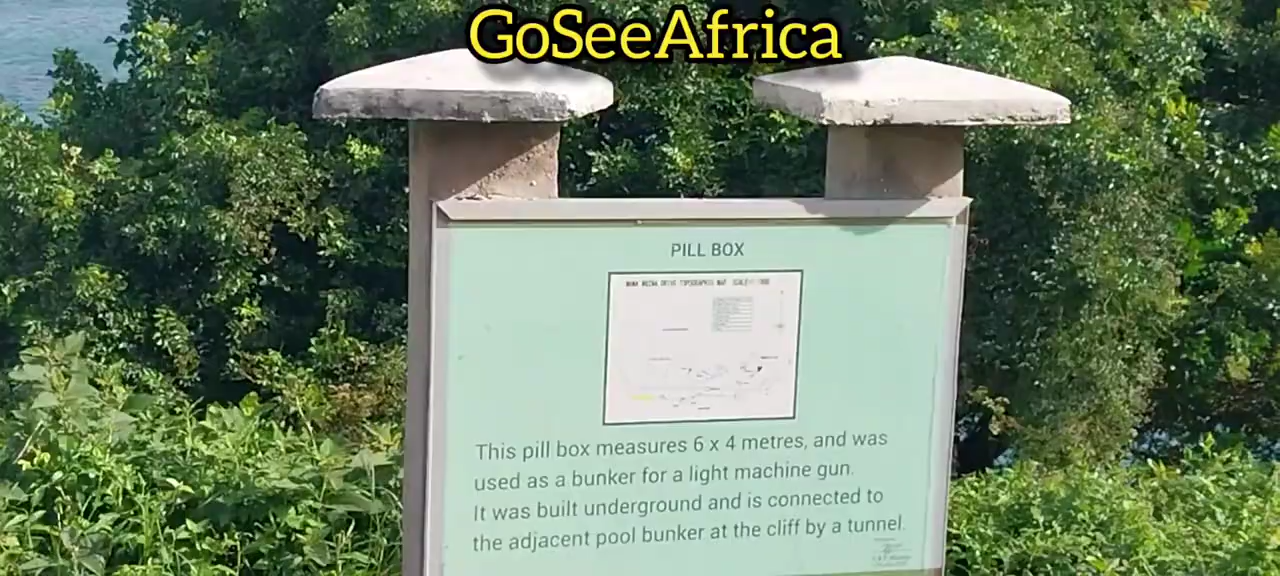 GoSeeAfrica
PILL BOX
This pill box measures 6 x 4 metres, and was
used as a bunker for a light machine gun.
It was built underground and is connected to
the adjacent pool bunker at the cliff by a tunnel.